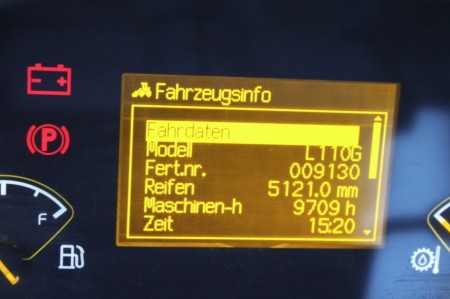 Fahrzeugsinfo
Fahrdaten
Modell L110G
Fert.nr. 009130
Reifen 5121.0 mm
Maschinen-h 9709 h
Zeit 15:20
P
F